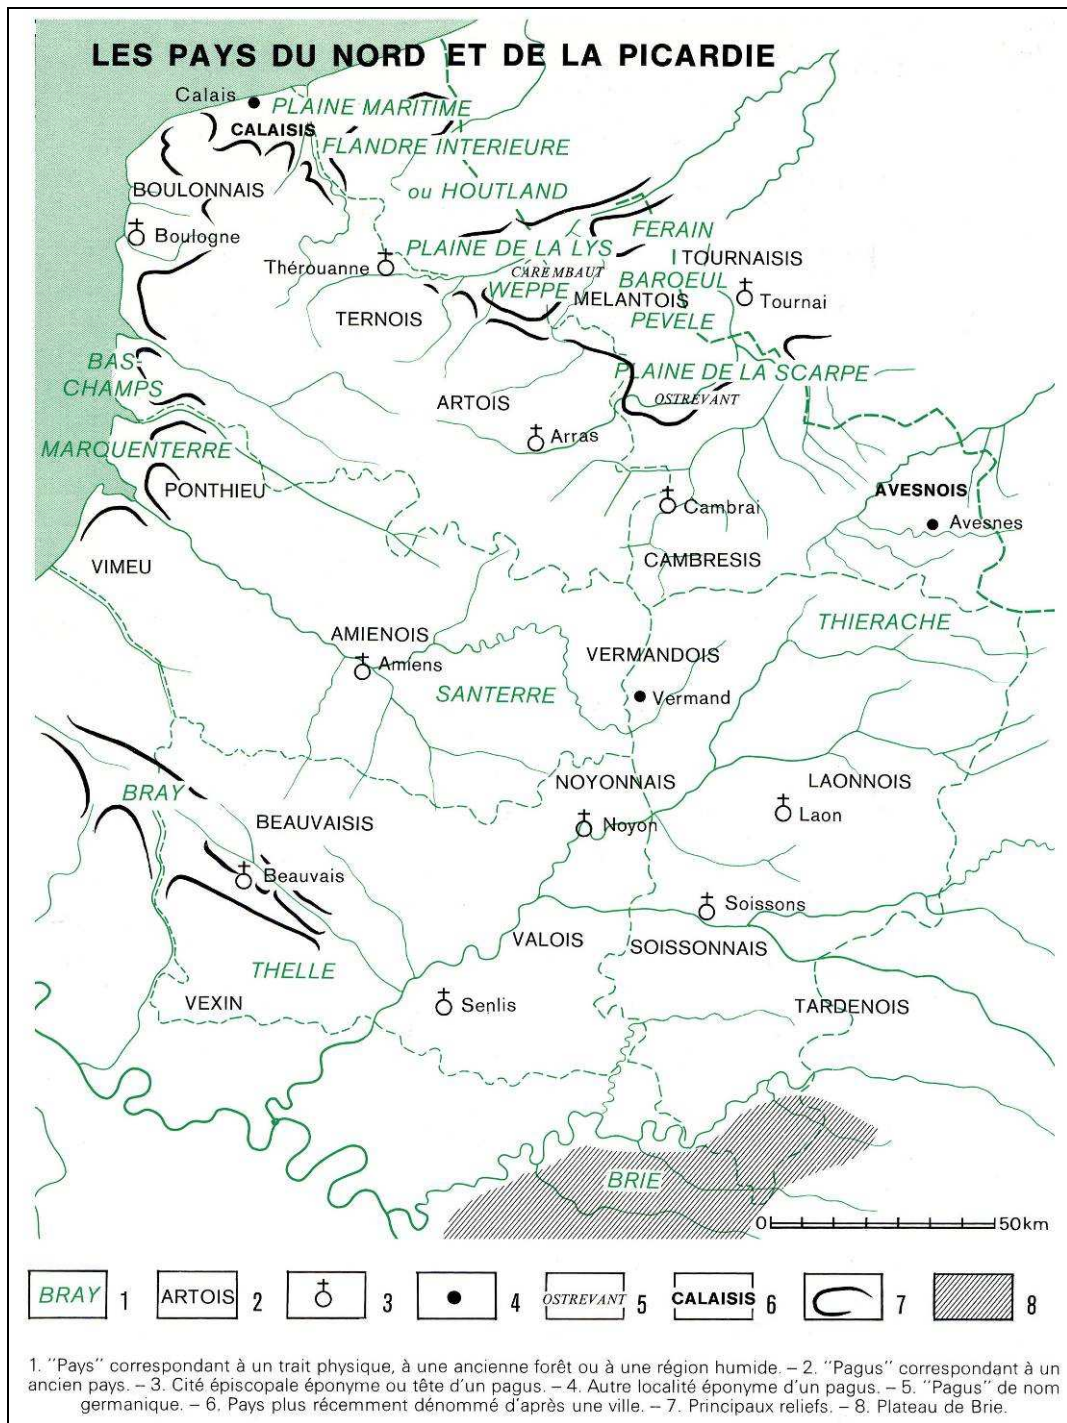 LES PAYS DU NORD ET DE LA PICARDIE
Calais
PLAINE MARITIME
CALAISIS
FLANDRE INTERIEURE
ou HOUTLAND
BOULONNAIS
Boulogne
FERAIN
PLAINE DE LA LYS
TOURNAISIS
Thérouanne
CAREMBAUT
BAROEUL
WEPPE
MELANTOIS
Tournai
TERNOIS
PEVELE
BAS-
CHAMPS
PLAINE DE LA SCARPE
ARTOIS
OSTREVANT
Arras
MARQUENTERRE
PONTHIEU
AVESNOIS
Cambrai
Avesnes
VIMEU
CAMBRESIS
THIERACHE
AMIENOIS
Amiens
VERMANDOIS
SANTERRE
Vermand
BRAY
NOYONNAIS
LAONNOIS
BEAUVAISIS
Noyon
Laon
Beauvais
Soissons
VALOIS
SOISSONNAIS
THELLE
VEXIN
Senlis
TARDENOIS
BRIE
0 50km
BRAY 1 ARTOIS 2 3 4 OSTREVANT 5 CALAISIS 6 7 8
1. "Pays" correspondant à un trait physique, à une ancienne forêt ou à une région humide. – 2. "Pagus" correspondant à un
ancien pays. – 3. Cité épiscopale éponyme ou tête d'un pagus. – 4. Autre localité éponyme d'un pagus. – 5. "Pagus" de nom
germanique. – 6. Pays plus récemment dénommé d'après une ville. – 7. Principaux reliefs. – 8. Plateau de Brie.